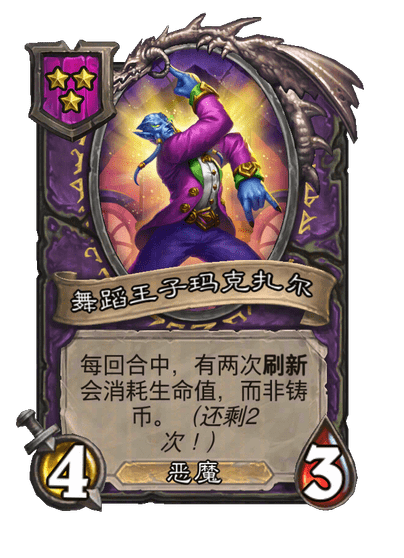 舞蹈王子玛克扎尔
每回合中，有两次刷新
会消耗生命值，而非铸
币。（还剩2
次！）
4
恶魔
3